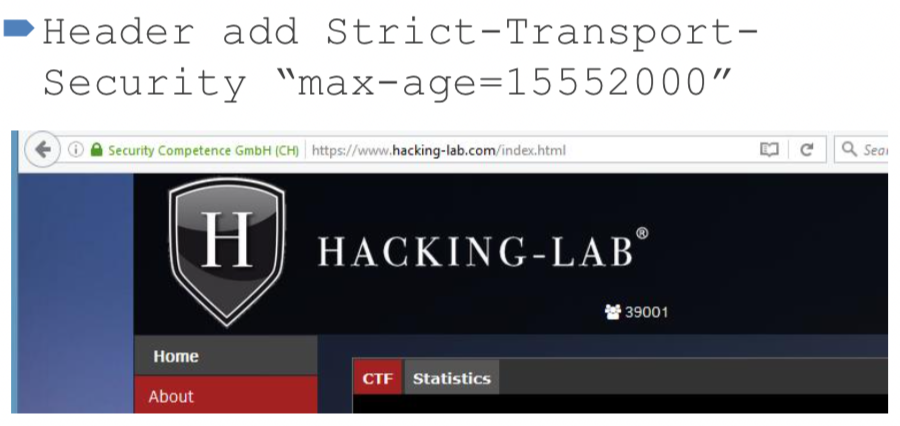 Header add Strict-Transport-
Security “max-age=15552000”
Security Competence GmbH (CH) https://www.hacking-lab.com/index.html
H
HACKING-LAB®
39001
Home
CTF Statistics
About